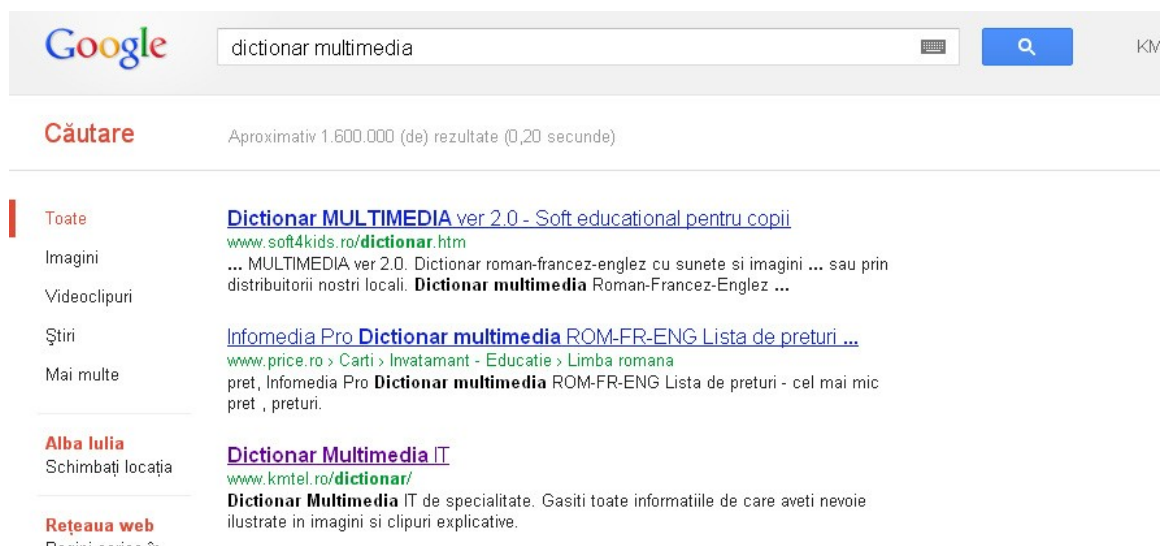 Google
dictionar multimedia
KM
Căutare
Aproximativ 1.600.000 (de) rezultate (0,20 secunde)
Toate
Imagini
Videoclipuri
Ştiri
Mai multe
Alba Iulia
Schimbați locația
Rețeaua web
Pagini scrise în
Dictionar MULTIMEDIA ver 2.0 - Soft educational pentru copii
www.soft4kids.ro/dictionar.htm
... MULTIMEDIA ver 2.0. Dictionar roman-francez-englez cu sunete si imagini ... sau prin
distribuitorii nostri locali. Dictionar multimedia Roman-Francez-Englez ...
Infomedia Pro Dictionar multimedia ROM-FR-ENG Lista de preturi ...
www.price.ro › Carti › Invatamant - Educatie › Limba romana
pret, Infomedia Pro Dictionar multimedia ROM-FR-ENG Lista de preturi - cel mai mic
pret , preturi.
Dictionar Multimedia IT
www.kmtel.ro/dictionar/
Dictionar Multimedia IT de specialitate. Gasiti toate informatiile de care aveti nevoie
ilustrate in imagini si clipuri explicative.